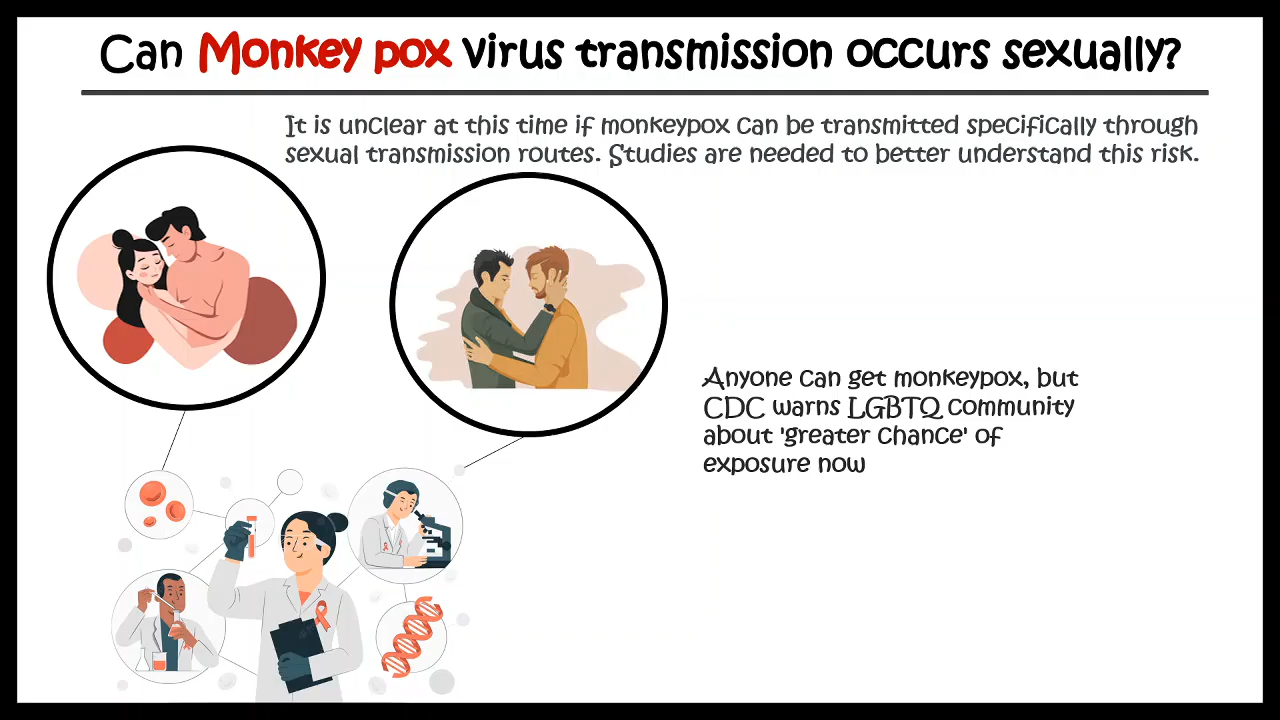 Can Monkey pox virus transmission occurs sexually?
It is unclear at this time if monkeypox can be transmitted specifically through
sexual transmission routes. Studies are needed to better understand this risk.
Anyone can get monkeypox, but
CDC warns LGBTQ community
about 'greater chance' of
exposure now